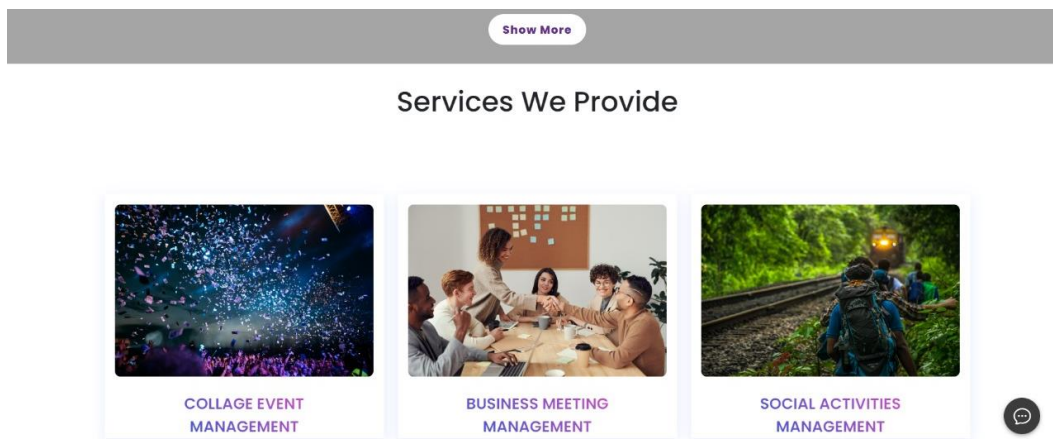 Show More
Services We Provide
COLLAGE EVENT
MANAGEMENT
BUSINESS MEETING
MANAGEMENT
SOCIAL ACTIVITIES
MANAGEMENT